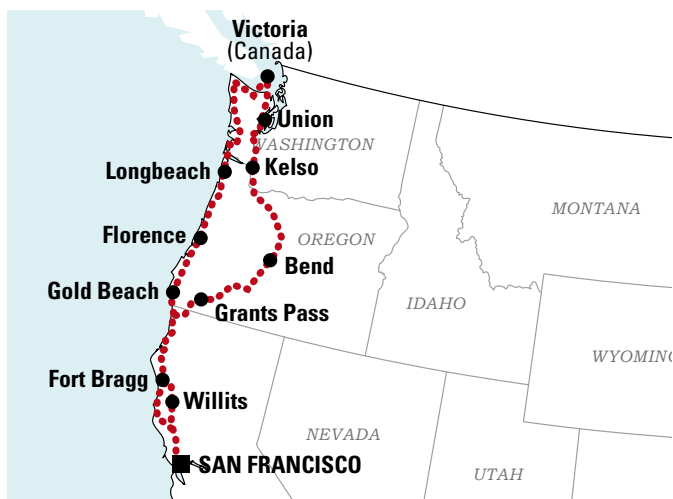 Victoria
(Canada)
Union
WASHINGTON
Longbeach
Kelso
MONTANA
Florence
OREGON
Bend
Gold Beach
IDAHO
Grants Pass
WYOMING
Fort Bragg
Willits
NEVADA
SAN FRANCISCO
UTAH